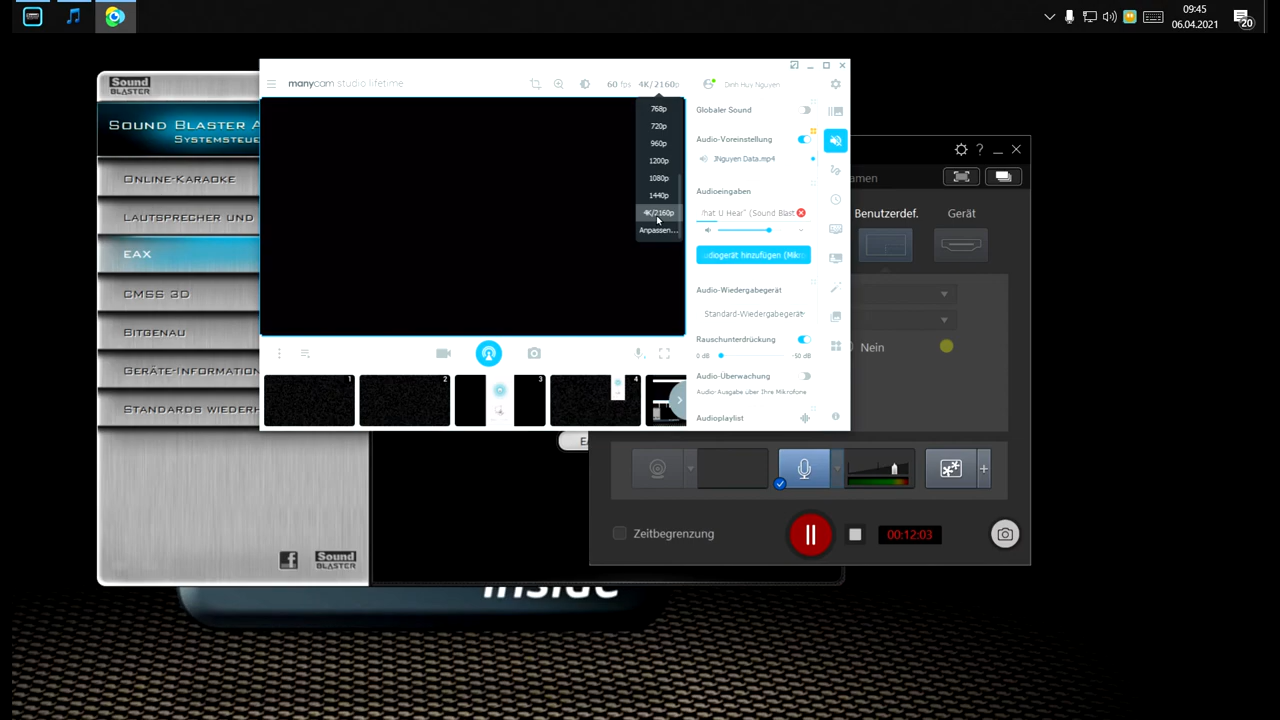 09:45
06.04.2021
20
Sound
BLASTER
Sound Blaster A
Systemsteue
Online-Karaoke
Lautsprecher und
EAX
CMSS 3D
Bitgenau
Geräte-Information
Standards wiederh
Sound
BLASTER
manycam studio lifetime
60 fps
4K/2160p
Dinh Huy Nguyen
768p
720p
960p
1200p
1080p
1440p
4K/2160p
Anpassen...
Globaler Sound
Audio-Voreinstellung
JNguyen Data.mp4
Audioeingaben
hat U Hear" (Sound Blast
diogerät hinzufügen (Mikr
Audio-Wiedergabegerät
Standard-Wiedergabegerät
Rauschunterdrückung
0 dB
-50 dB
Audio-Überwachung
Audio-Ausgabe über Ihre Mikrofone
Audioplaylist
1
2
3
4
amen
Benutzerdef.
Gerät
Nein
Zeitbegrenzung
00:12:03
inside